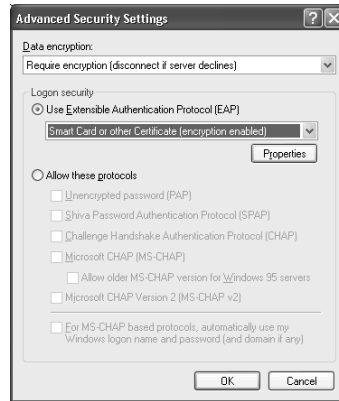 Advanced Security Settings
Data encryption:
Require encryption (disconnect if server declines)
Logon security
Use Extensible Authentication Protocol (EAP)
Smart Card or other Certificate (encryption enabled)
Properties
Allow these protocols
Unencrypted password (PAP)
Shiva Password Authentication Protocol (SPAP)
Challenge Handshake Authentication Protocol (CHAP)
Microsoft CHAP (MS-CHAP)
Allow older MS-CHAP version for Windows 95 servers
Microsoft CHAP Version 2 (MS-CHAP v2)
For MS-CHAP based protocols, automatically use my
Windows logon name and password (and domain if any)
OK Cancel